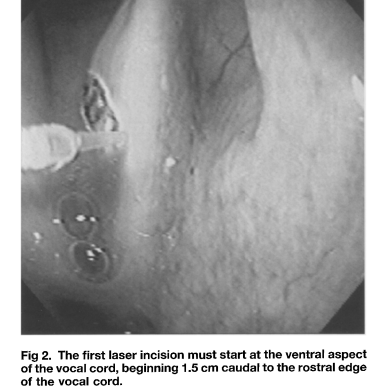 Fig 2. The first laser incision must start at the ventral aspect
of the vocal cord, beginning 1.5 cm caudal to the rostral edge
of the vocal cord.